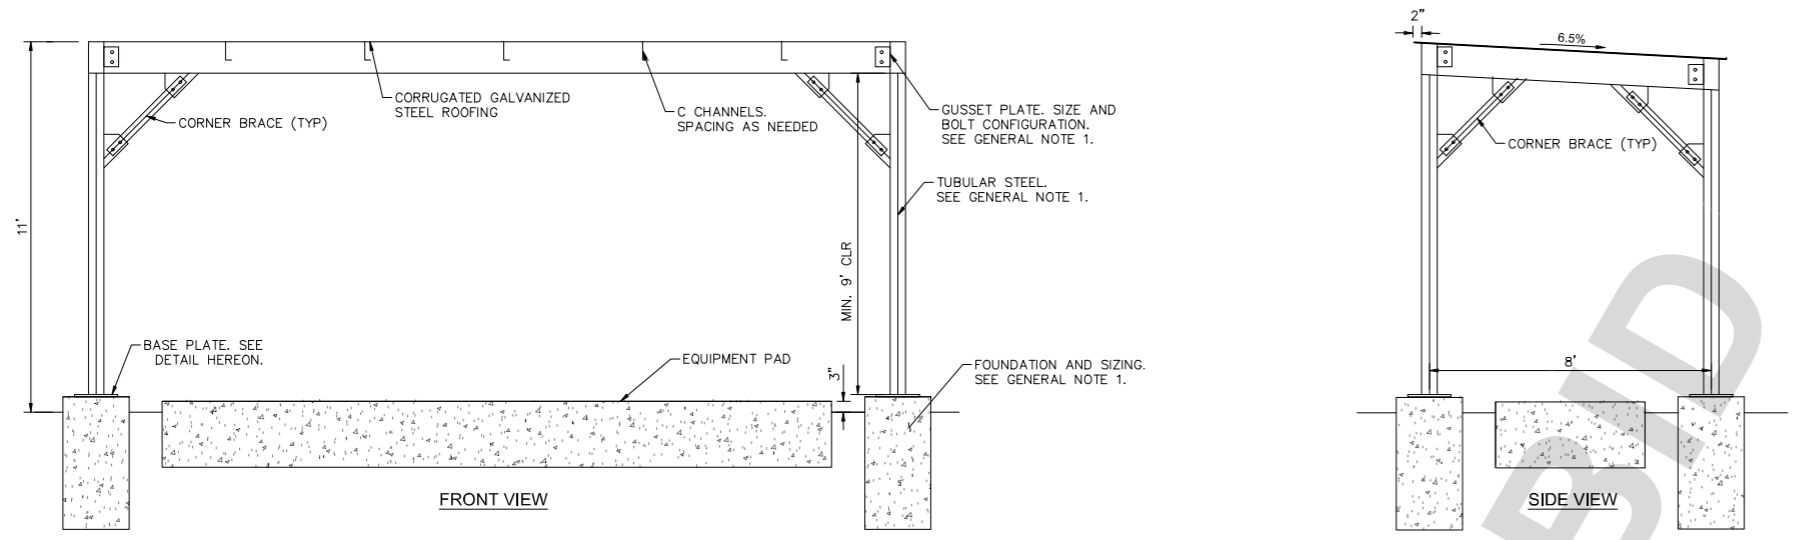 2"
6.5%
CORRUGATED GALVANIZED
STEEL ROOFING
C CHANNELS.
SPACING AS NEEDED
GUSSET PLATE. SIZE AND
BOLT CONFIGURATION.
SEE GENERAL NOTE 1.
CORNER BRACE (TYP)
CORNER BRACE (TYP)
TUBULAR STEEL.
SEE GENERAL NOTE 1.
11'
MIN. 9' CLR
BASE PLATE. SEE
DETAIL HEREON.
EQUIPMENT PAD
3"
FOUNDATION AND SIZING.
SEE GENERAL NOTE 1.
8'
FRONT VIEW
SIDE VIEW
BID